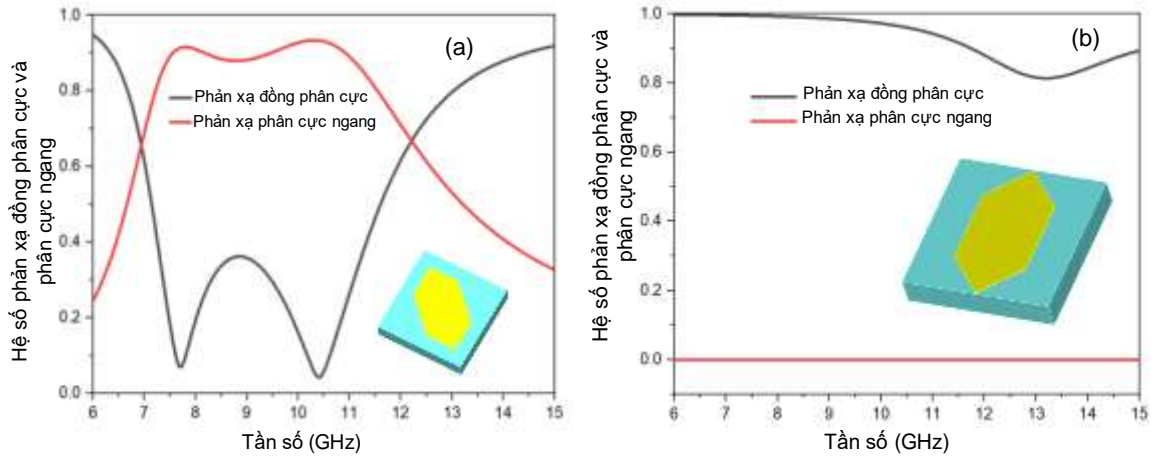 Hệ số phản xạ đồng phân cực và
phân cực ngang
1.0
0.8
0.6
0.4
0.2
0.0
(a)
Phản xạ đồng phân cực
Phản xạ phân cực ngang
6 7 8 9 10 11 12 13 14 15
Tần số (GHz)
Hệ số phản xạ đồng phân cực và
phân cực ngang
1.0
0.8
0.6
0.4
0.2
0.0
(b)
Phản xạ đồng phân cực
Phản xạ phân cực ngang
6 7 8 9 10 11 12 13 14 15
Tần số (GHz)